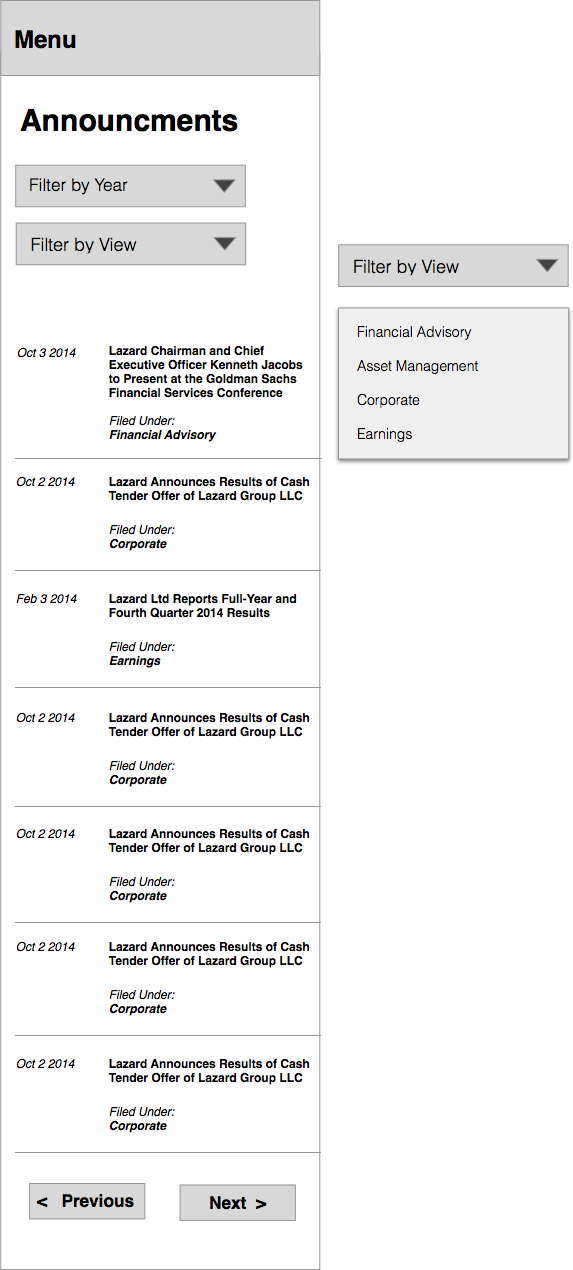 Menu
Announcments
Filter by Year
Filter by View
Oct 3 2014
Lazard Chairman and Chief
Executive Officer Kenneth Jacobs
to Present at the Goldman Sachs
Financial Services Conference
Filed Under:
Financial Advisory
Oct 2 2014
Lazard Announces Results of Cash
Tender Offer of Lazard Group LLC
Filed Under:
Corporate
Feb 3 2014
Lazard Ltd Reports Full-Year and
Fourth Quarter 2014 Results
Filed Under:
Earnings
Oct 2 2014
Lazard Announces Results of Cash
Tender Offer of Lazard Group LLC
Filed Under:
Corporate
Oct 2 2014
Lazard Announces Results of Cash
Tender Offer of Lazard Group LLC
Filed Under:
Corporate
Oct 2 2014
Lazard Announces Results of Cash
Tender Offer of Lazard Group LLC
Filed Under:
Corporate
Oct 2 2014
Lazard Announces Results of Cash
Tender Offer of Lazard Group LLC
Filed Under:
Corporate
< Previous
Next >
Filter by View
Financial Advisory
Asset Management
Corporate
Earnings